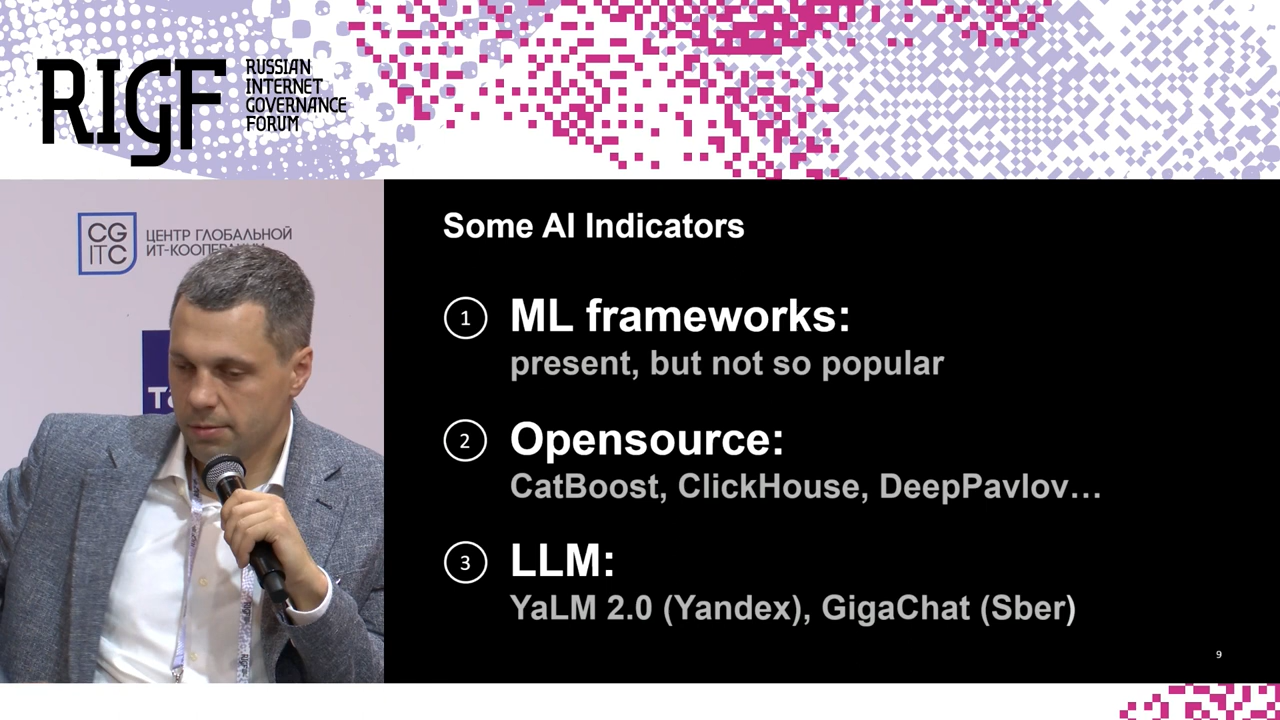 RIGF
RUSSIAN
INTERNET
GOVERNANCE
FORUM
CG
ITC
ЦЕНТР ГЛОБАЛЬНОЙ
Some AI Indicators
1 ML frameworks:
present, but not so popular
2 Opensource:
CatBoost, ClickHouse, DeepPavlov…
3 LLM:
YaLM 2.0 (Yandex), GigaChat (Sber)
9